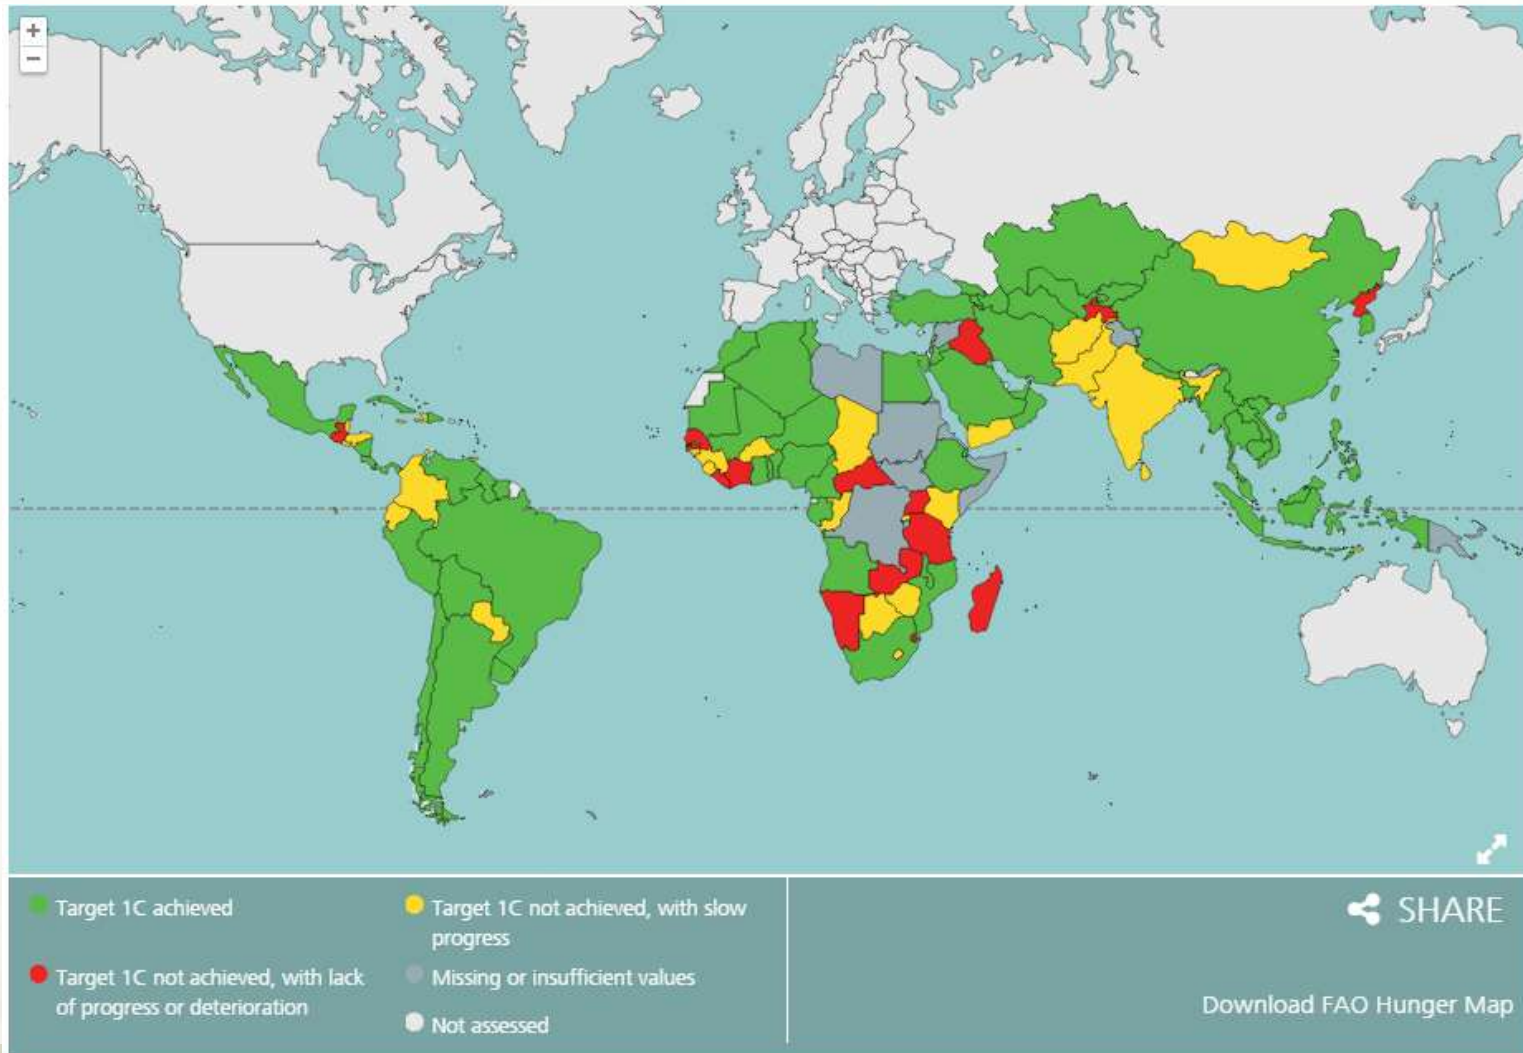 +
−
Target 1C achieved
Target 1C not achieved, with lack
of progress or deterioration
Target 1C not achieved, with slow
progress
Missing or insufficient values
Not assessed
SHARE
Download FAO Hunger Map